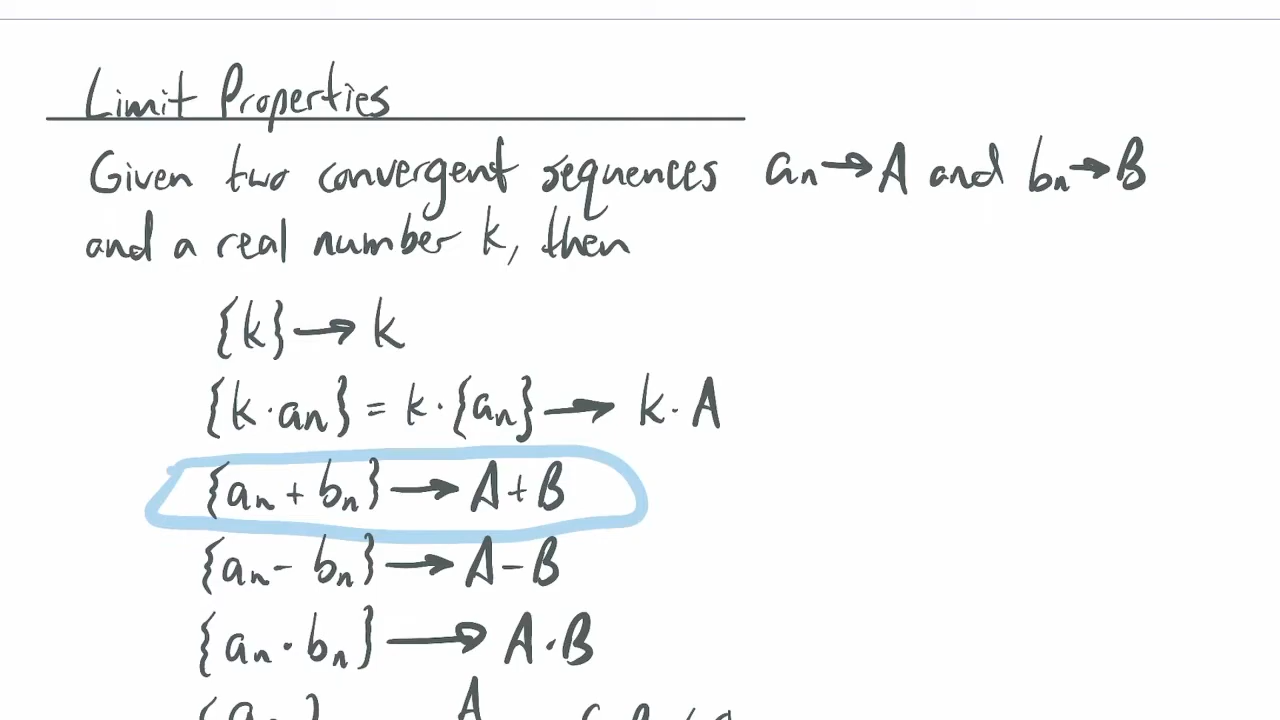 Limit Properties
Given two convergent sequences aₙ→A and bₙ→B
and a real number k, then
{k}→k
{k·aₙ} = k·{aₙ}→k·A
{aₙ + bₙ}→A+B
{aₙ - bₙ}→A-B
{aₙ·bₙ}→A·B